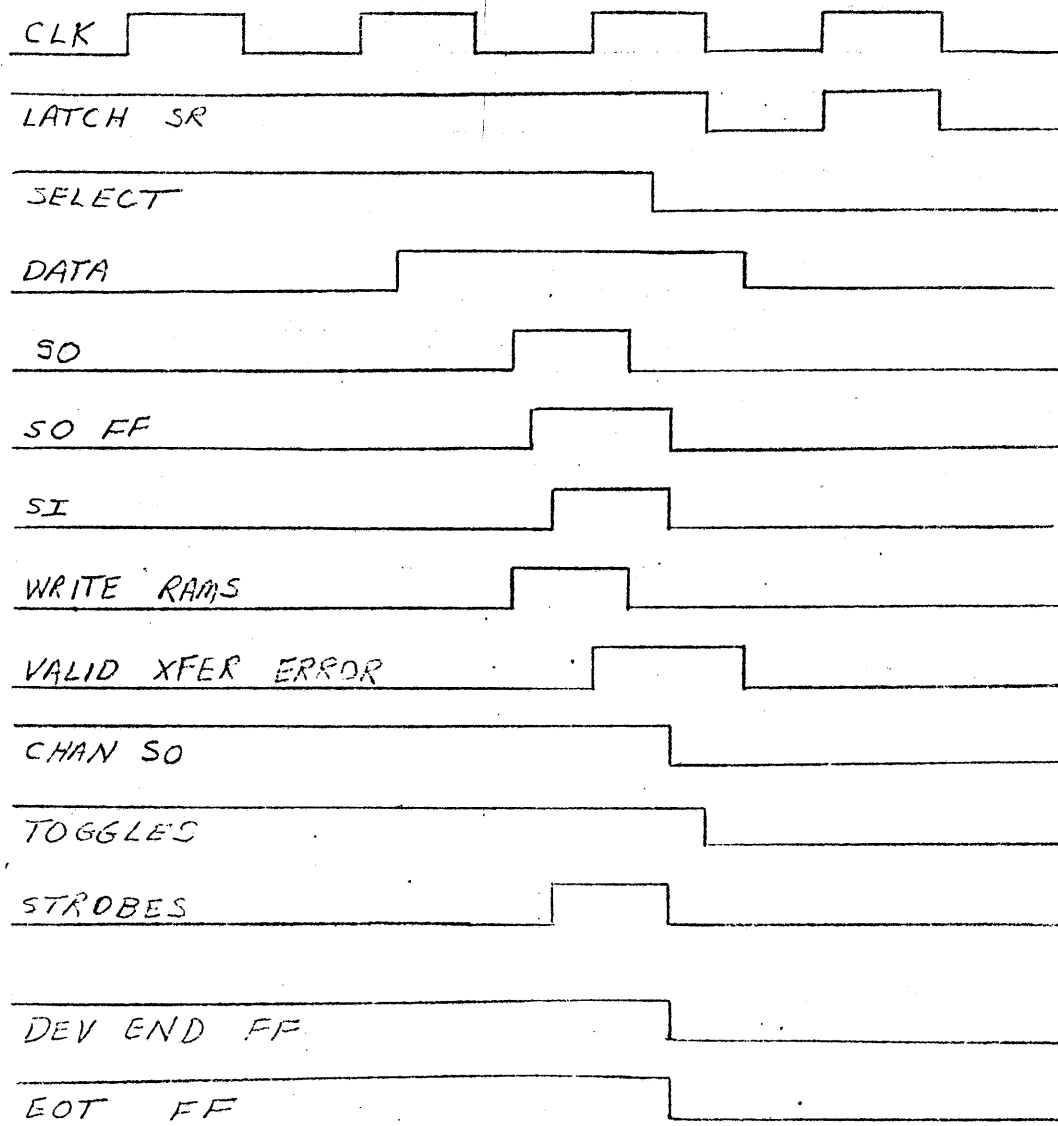 CLK
LATCH SR
SELECT
DATA
SO
SO FF
SI
WRITE RAMS
VALID XFER ERROR
CHAN SO
TOGGLES
STROBES
DEV END FF
EOT FF